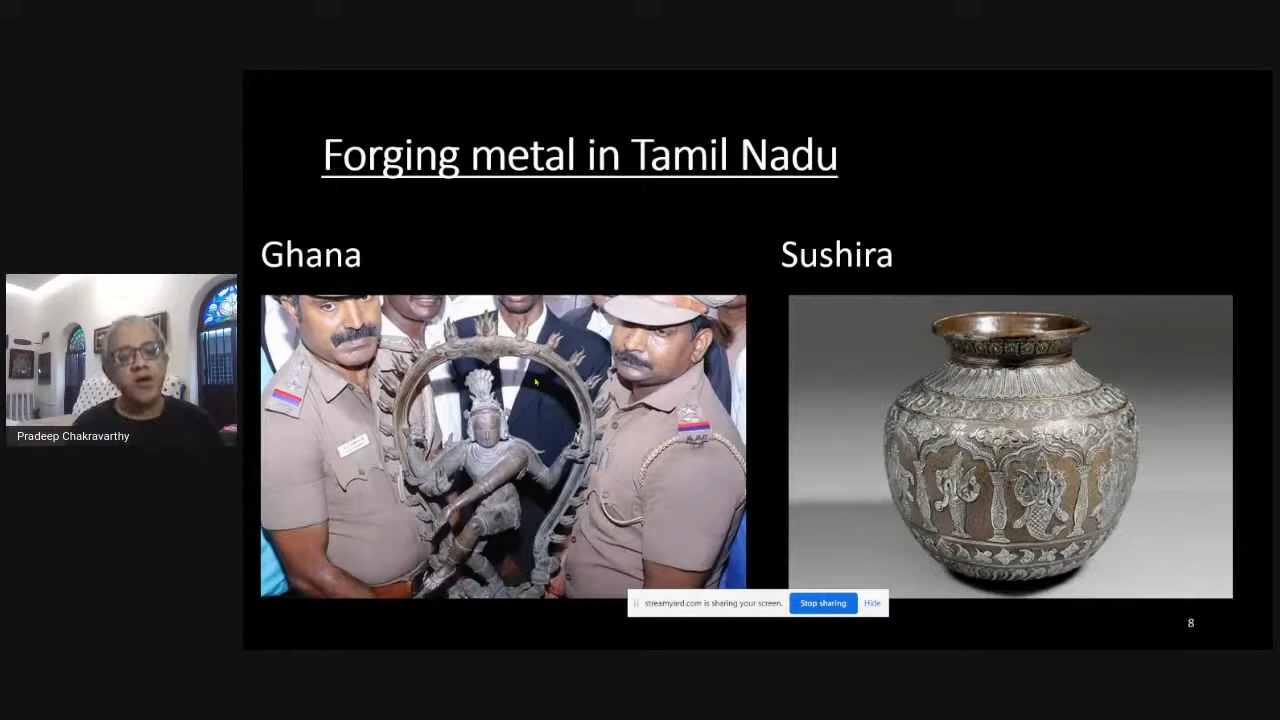 Forging metal in Tamil Nadu
Ghana
Sushira
Pradeep Chakravarthy
streamyard.com is sharing your screen.
Stop sharing
Hide
8